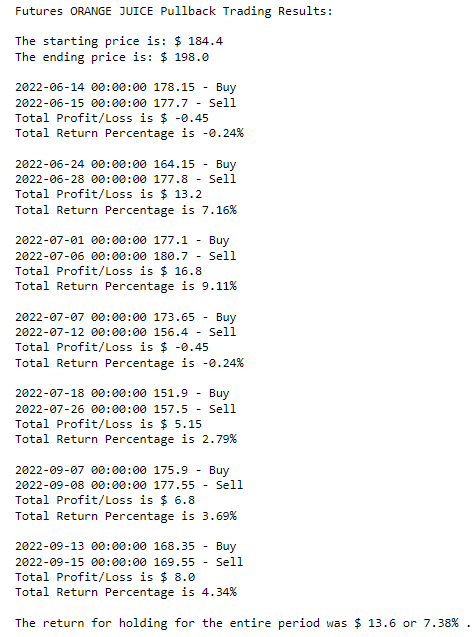 Futures ORANGE JUICE Pullback Trading Results:
The starting price is: $ 184.4
The ending price is: $ 198.0
2022-06-14 00:00:00 178.15 - Buy
2022-06-15 00:00:00 177.7 - Sell
Total Profit/Loss is $ -0.45
Total Return Percentage is -0.24%
2022-06-24 00:00:00 164.15 - Buy
2022-06-28 00:00:00 177.8 - Sell
Total Profit/Loss is $ 13.2
Total Return Percentage is 7.16%
2022-07-01 00:00:00 177.1 - Buy
2022-07-06 00:00:00 180.7 - Sell
Total Profit/Loss is $ 16.8
Total Return Percentage is 9.11%
2022-07-07 00:00:00 173.65 - Buy
2022-07-12 00:00:00 156.4 - Sell
Total Profit/Loss is $ -0.45
Total Return Percentage is -0.24%
2022-07-18 00:00:00 151.9 - Buy
2022-07-26 00:00:00 157.5 - Sell
Total Profit/Loss is $ 5.15
Total Return Percentage is 2.79%
2022-09-07 00:00:00 175.9 - Buy
2022-09-08 00:00:00 177.55 - Sell
Total Profit/Loss is $ 6.8
Total Return Percentage is 3.69%
2022-09-13 00:00:00 168.35 - Buy
2022-09-15 00:00:00 169.55 - Sell
Total Profit/Loss is $ 8.0
Total Return Percentage is 4.34%
The return for holding for the entire period was $ 13.6 or 7.38% .